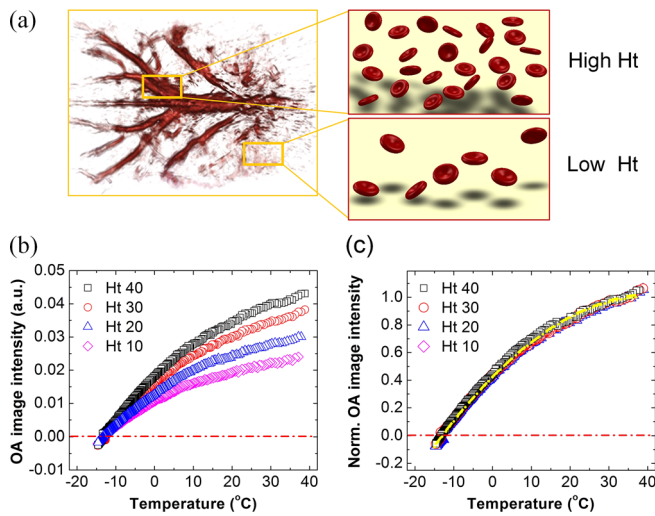 (a)
High Ht
Low Ht
(b)
OA image intensity (a.u.)
0.05
0.04
0.03
0.02
0.01
0.00
-0.01
Ht 40
Ht 30
Ht 20
Ht 10
-20 -10 0 10 20 30 40
Temperature (°C)
(c)
Norm. OA image intensity
1.0
0.8
0.6
0.4
0.2
0.0
-0.2
Ht 40
Ht 30
Ht 20
Ht 10
-20 -10 0 10 20 30 40
Temperature (°C)